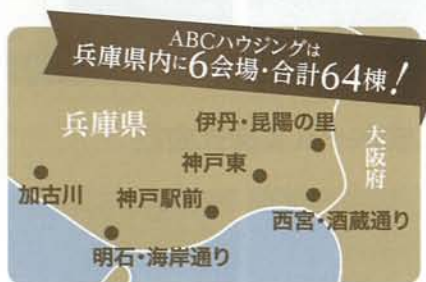 ABCハウジングは
兵庫県内に6会場・合計64棟!
兵庫県
伊丹・昆陽の里
大阪府
神戸東
加古川
神戸駅前
西宮・酒蔵通り
明石・海岸通り